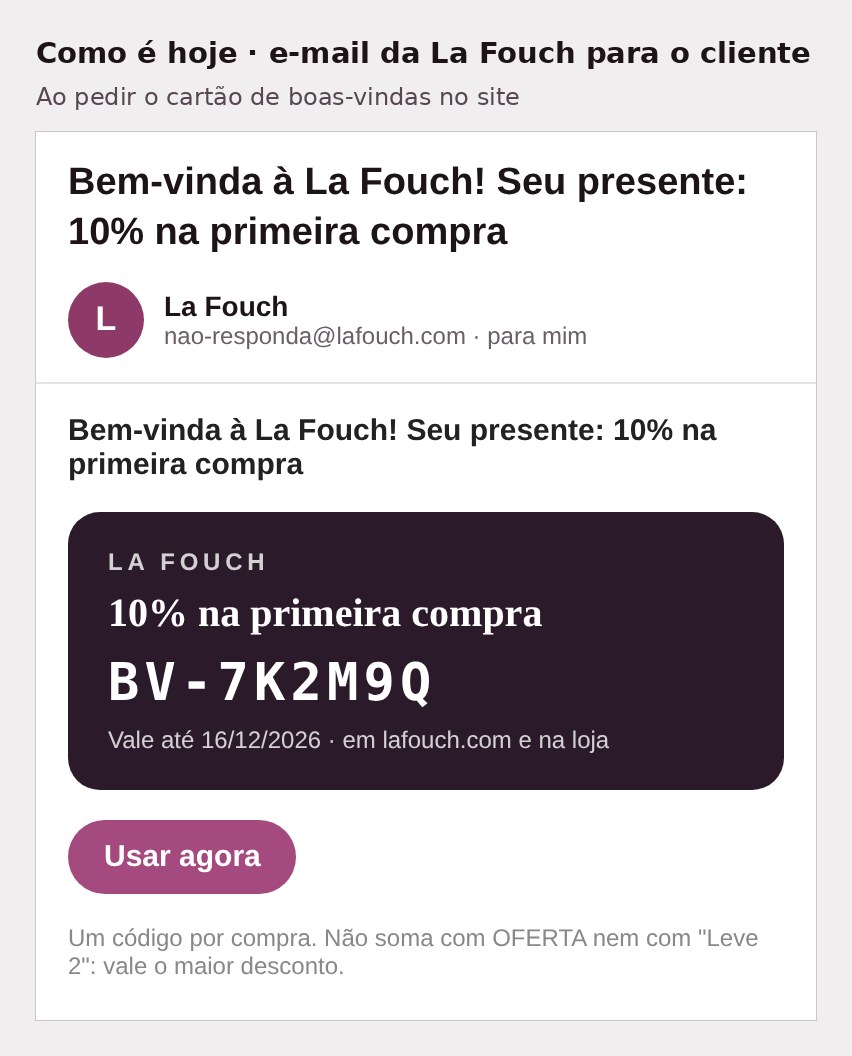 Como é hoje · e-mail da La Fouch para o cliente
Ao pedir o cartão de boas-vindas no site
Bem-vinda à La Fouch! Seu presente:
10% na primeira compra
L
La Fouch
nao-responda@lafouch.com · para mim
Bem-vinda à La Fouch! Seu presente: 10% na
primeira compra
LA FOUCH
10% na primeira compra
BV-7K2M9Q
Vale até 16/12/2026 · em lafouch.com e na loja
Usar agora
Um código por compra. Não soma com OFERTA nem com "Leve
2": vale o maior desconto.